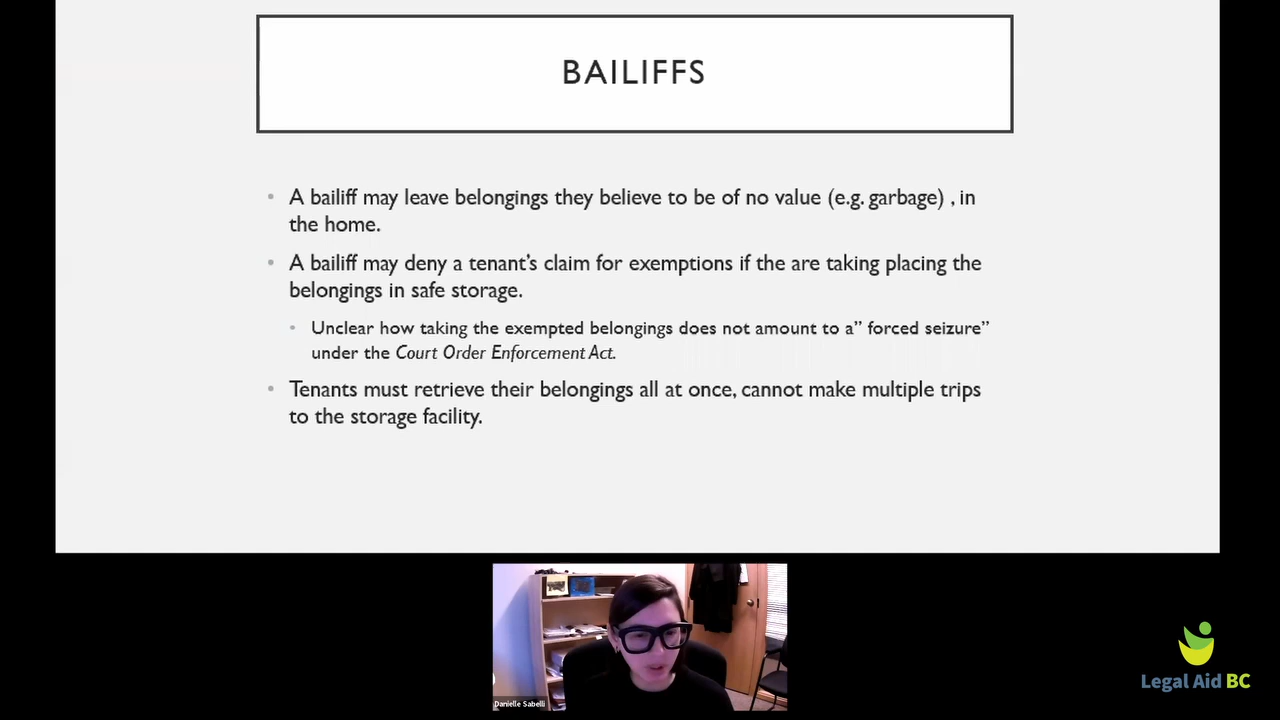 BAILIFFS
• A bailiff may leave belongings they believe to be of no value (e.g. garbage) , in
the home.
• A bailiff may deny a tenant’s claim for exemptions if the are taking placing the
belongings in safe storage.
• Unclear how taking the exempted belongings does not amount to a” forced seizure”
under the Court Order Enforcement Act.
• Tenants must retrieve their belongings all at once, cannot make multiple trips
to the storage facility.
Danielle Sabelli
Legal Aid BC